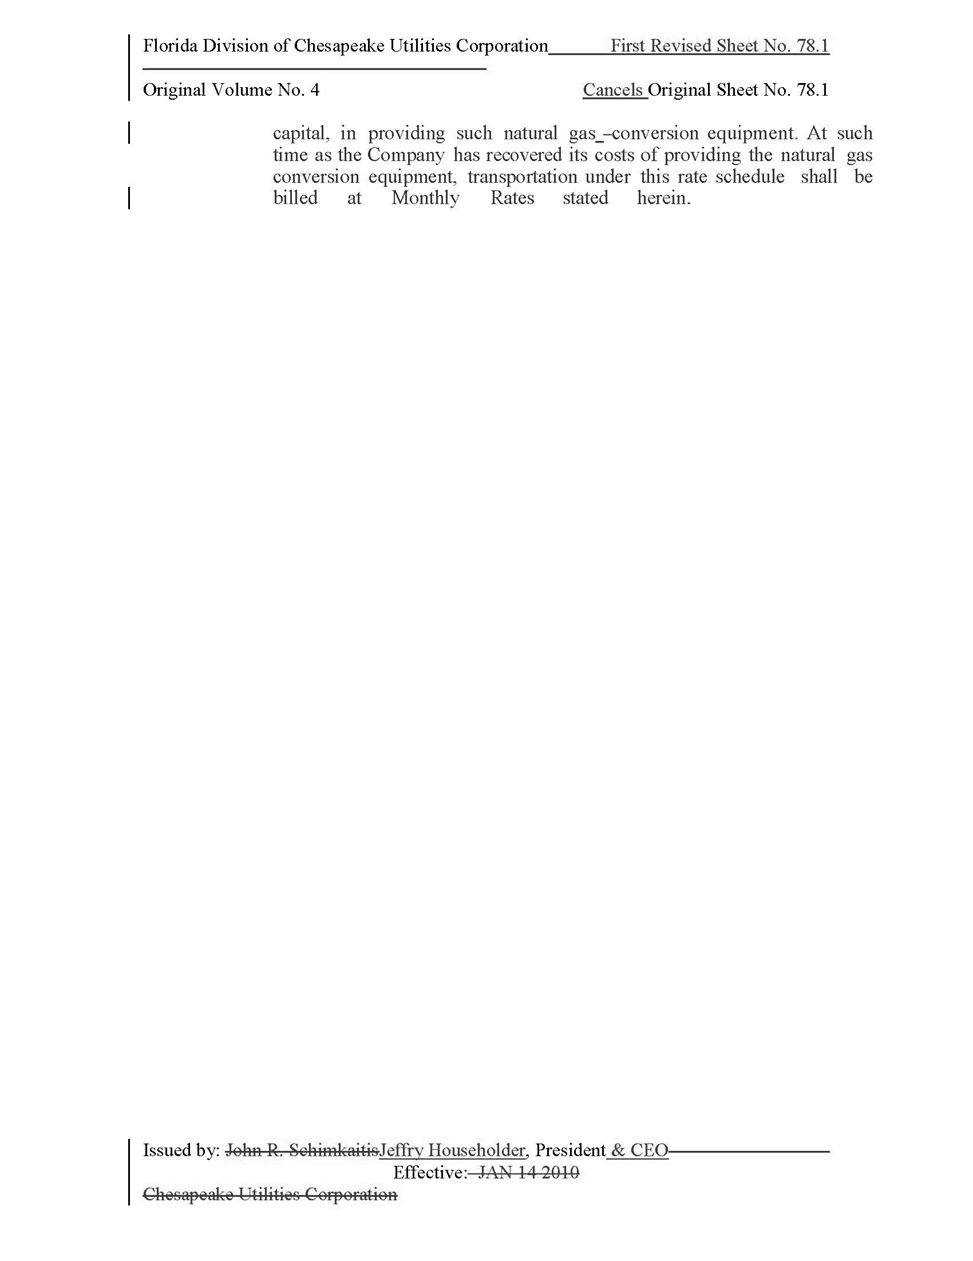 Florida Division of Chesapeake Utilities Corporation First Revised Sheet No. 78.1
Original Volume No. 4 Cancels Original Sheet No. 78.1
capital, in providing such natural gas –conversion equipment. At such
time as the Company has recovered its costs of providing the natural gas
conversion equipment, transportation under this rate schedule shall be
billed at Monthly Rates stated herein.
Issued by: John R. SchimkaitisJeffry Householder, President & CEO
Effective: JAN 14 2010
Chesapeake Utilities Corporation